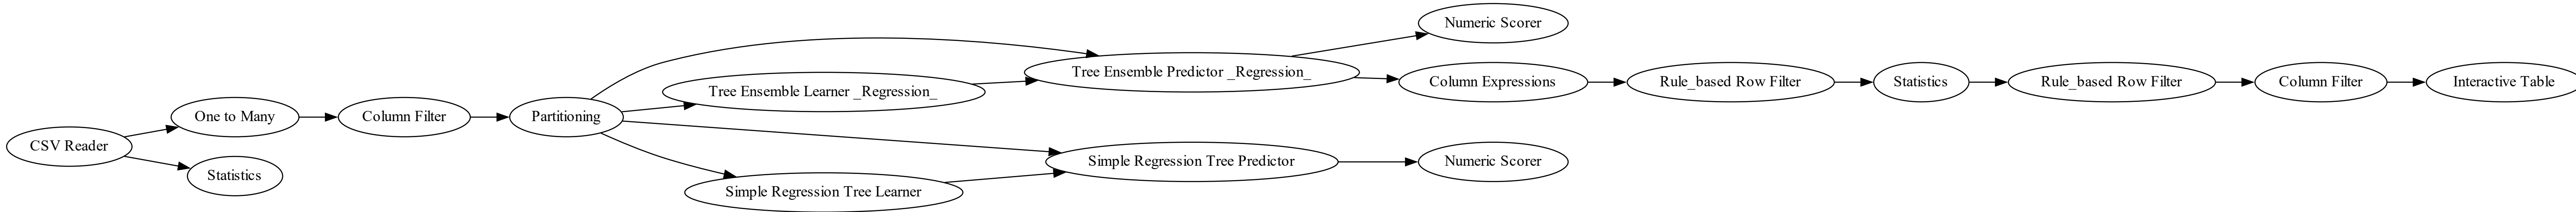 CSV Reader
One to Many
Statistics
Column Filter
Partitioning
Tree Ensemble Learner _Regression_
Simple Regression Tree Learner
Tree Ensemble Predictor _Regression_
Simple Regression Tree Predictor
Numeric Scorer
Column Expressions
Numeric Scorer
Rule_based Row Filter
Statistics
Rule_based Row Filter
Column Filter
Interactive Table